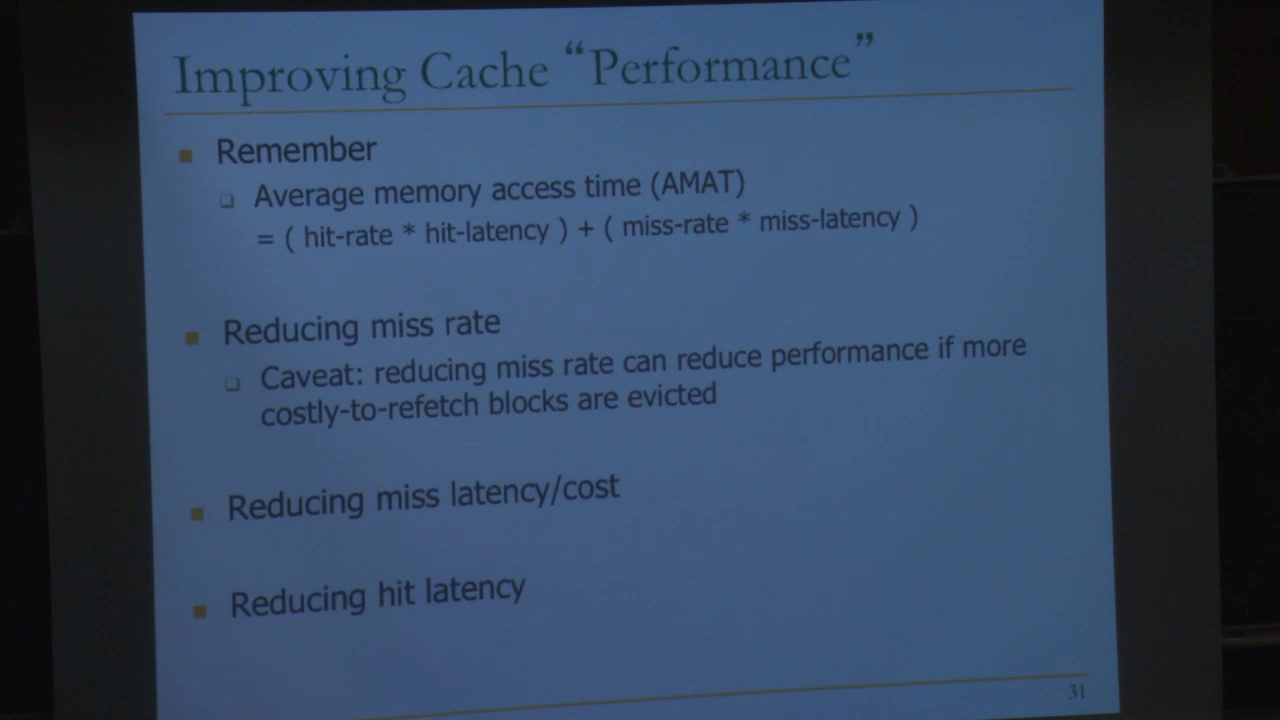 Improving Cache “Performance”
Remember
Average memory access time (AMAT)
= ( hit-rate * hit-latency ) + ( miss-rate * miss-latency )
Reducing miss rate
Caveat: reducing miss rate can reduce performance if more
costly-to-refetch blocks are evicted
Reducing miss latency/cost
Reducing hit latency
31